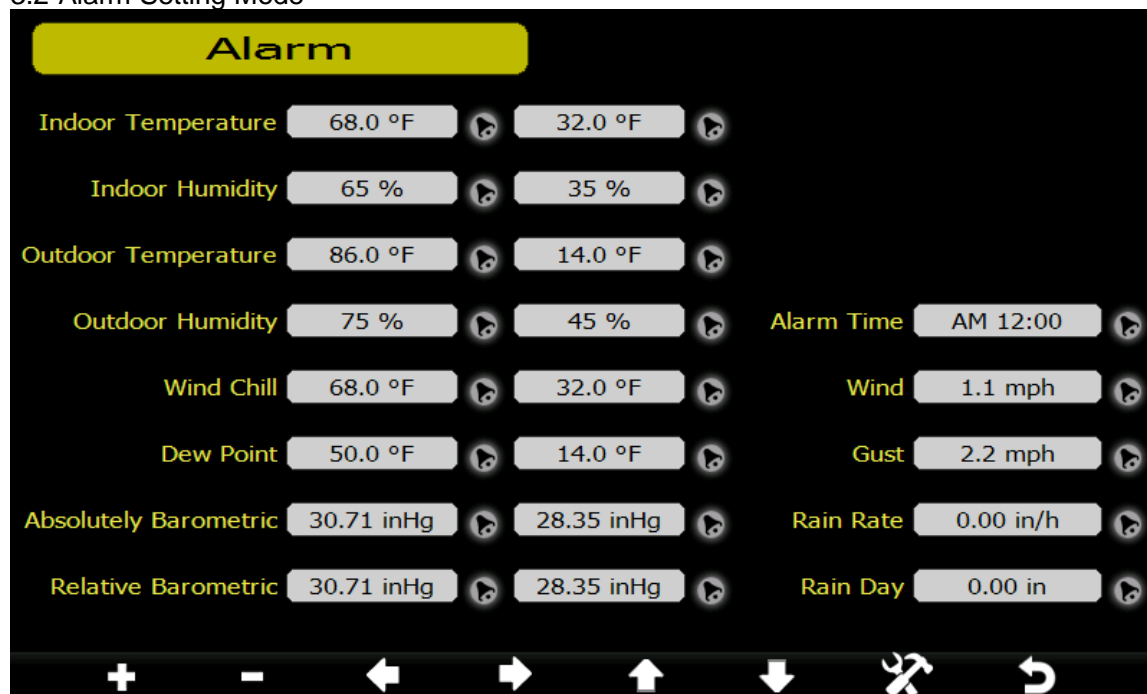 Alarm
Indoor Temperature 68.0 °F 32.0 °F
Indoor Humidity 65 % 35 %
Outdoor Temperature 86.0 °F 14.0 °F
Outdoor Humidity 75 % 45 % Alarm Time AM 12:00
Wind Chill 68.0 °F 32.0 °F Wind 1.1 mph
Dew Point 50.0 °F 14.0 °F Gust 2.2 mph
Absolutely Barometric 30.71 inHg 28.35 inHg Rain Rate 0.00 in/h
Relative Barometric 30.71 inHg 28.35 inHg Rain Day 0.00 in